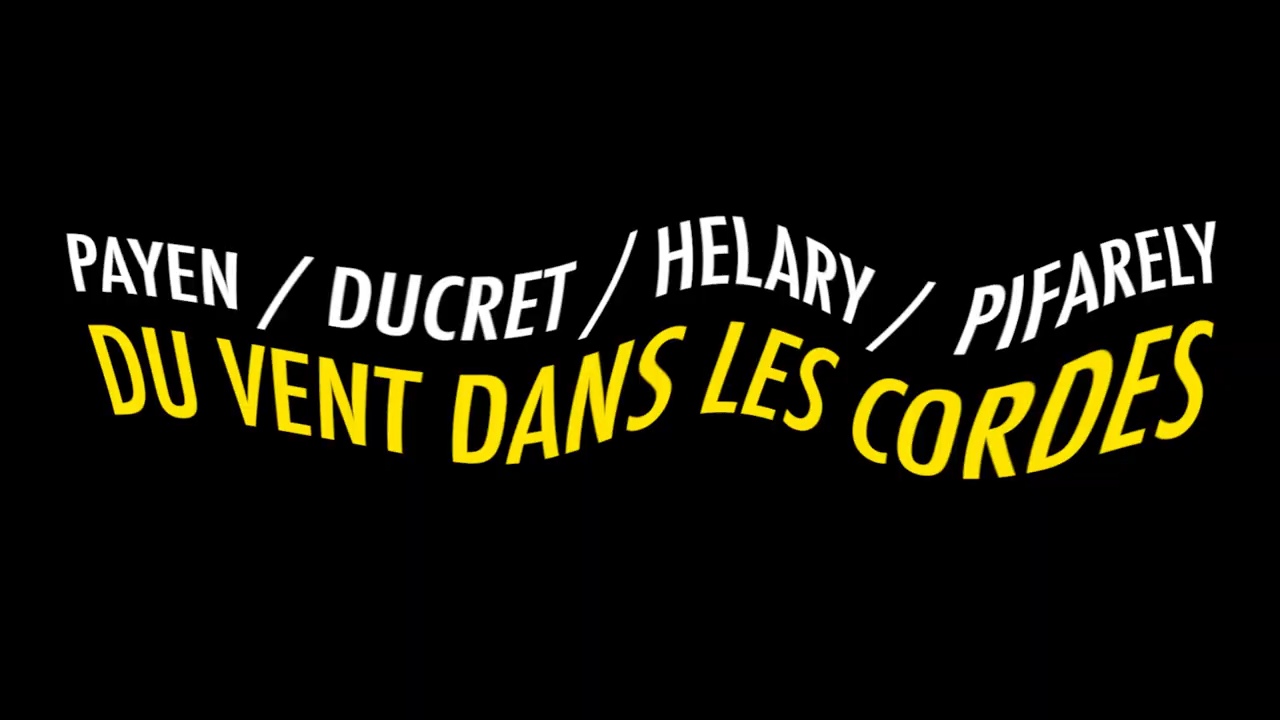 PAYEN / DUCRET / HELARY / PIFARELY
DU VENT DANS LES CORDES